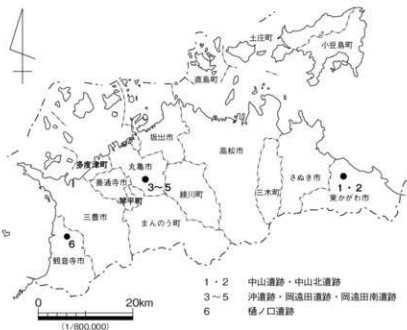 土庄町
小豆島町
直島町
坂出市
高松市
多度津町
丸亀市
善通寺市
3～5
綾川町
三木町
さぬき市
1・2
東かがわ市
琴平町
まんのう町
三豊市
6
観音寺市
0 20km
(1/800,000)
1・2 中山遺跡・中山北遺跡
3～5 沖遺跡・岡遠田遺跡・岡遠田南遺跡
6 樋ノ口遺跡